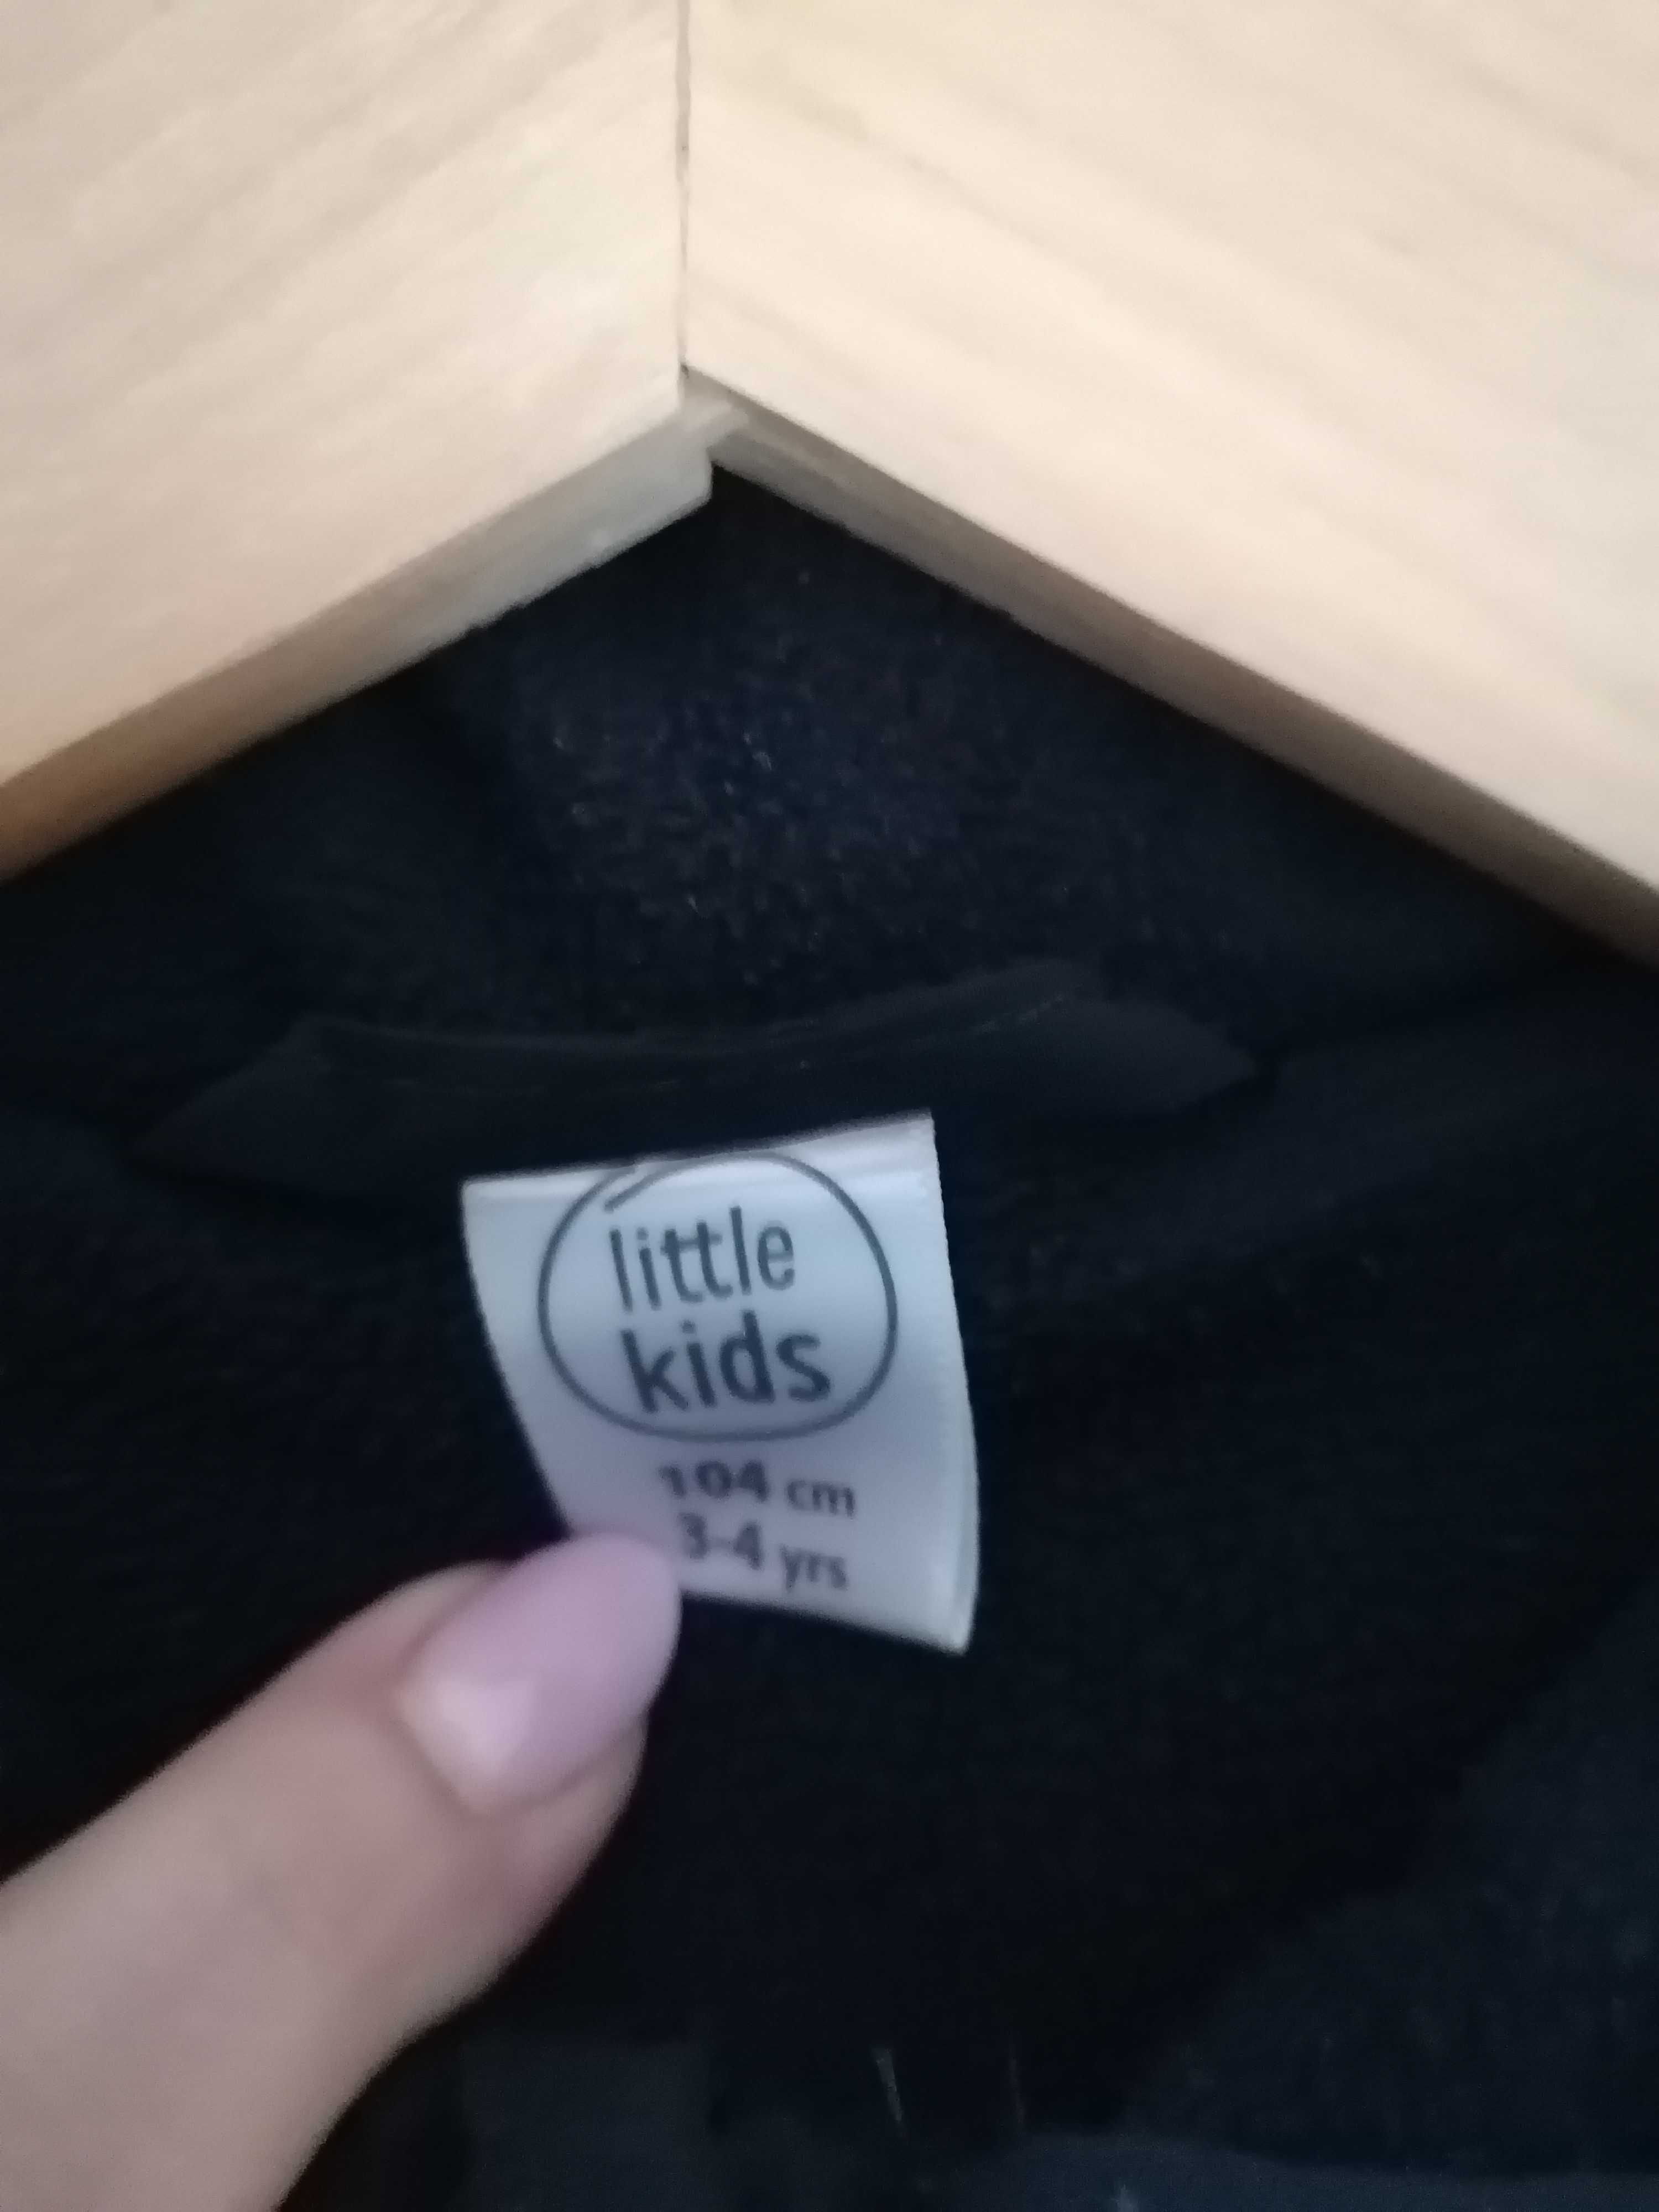 little
kids
104 cm
3-4 yrs